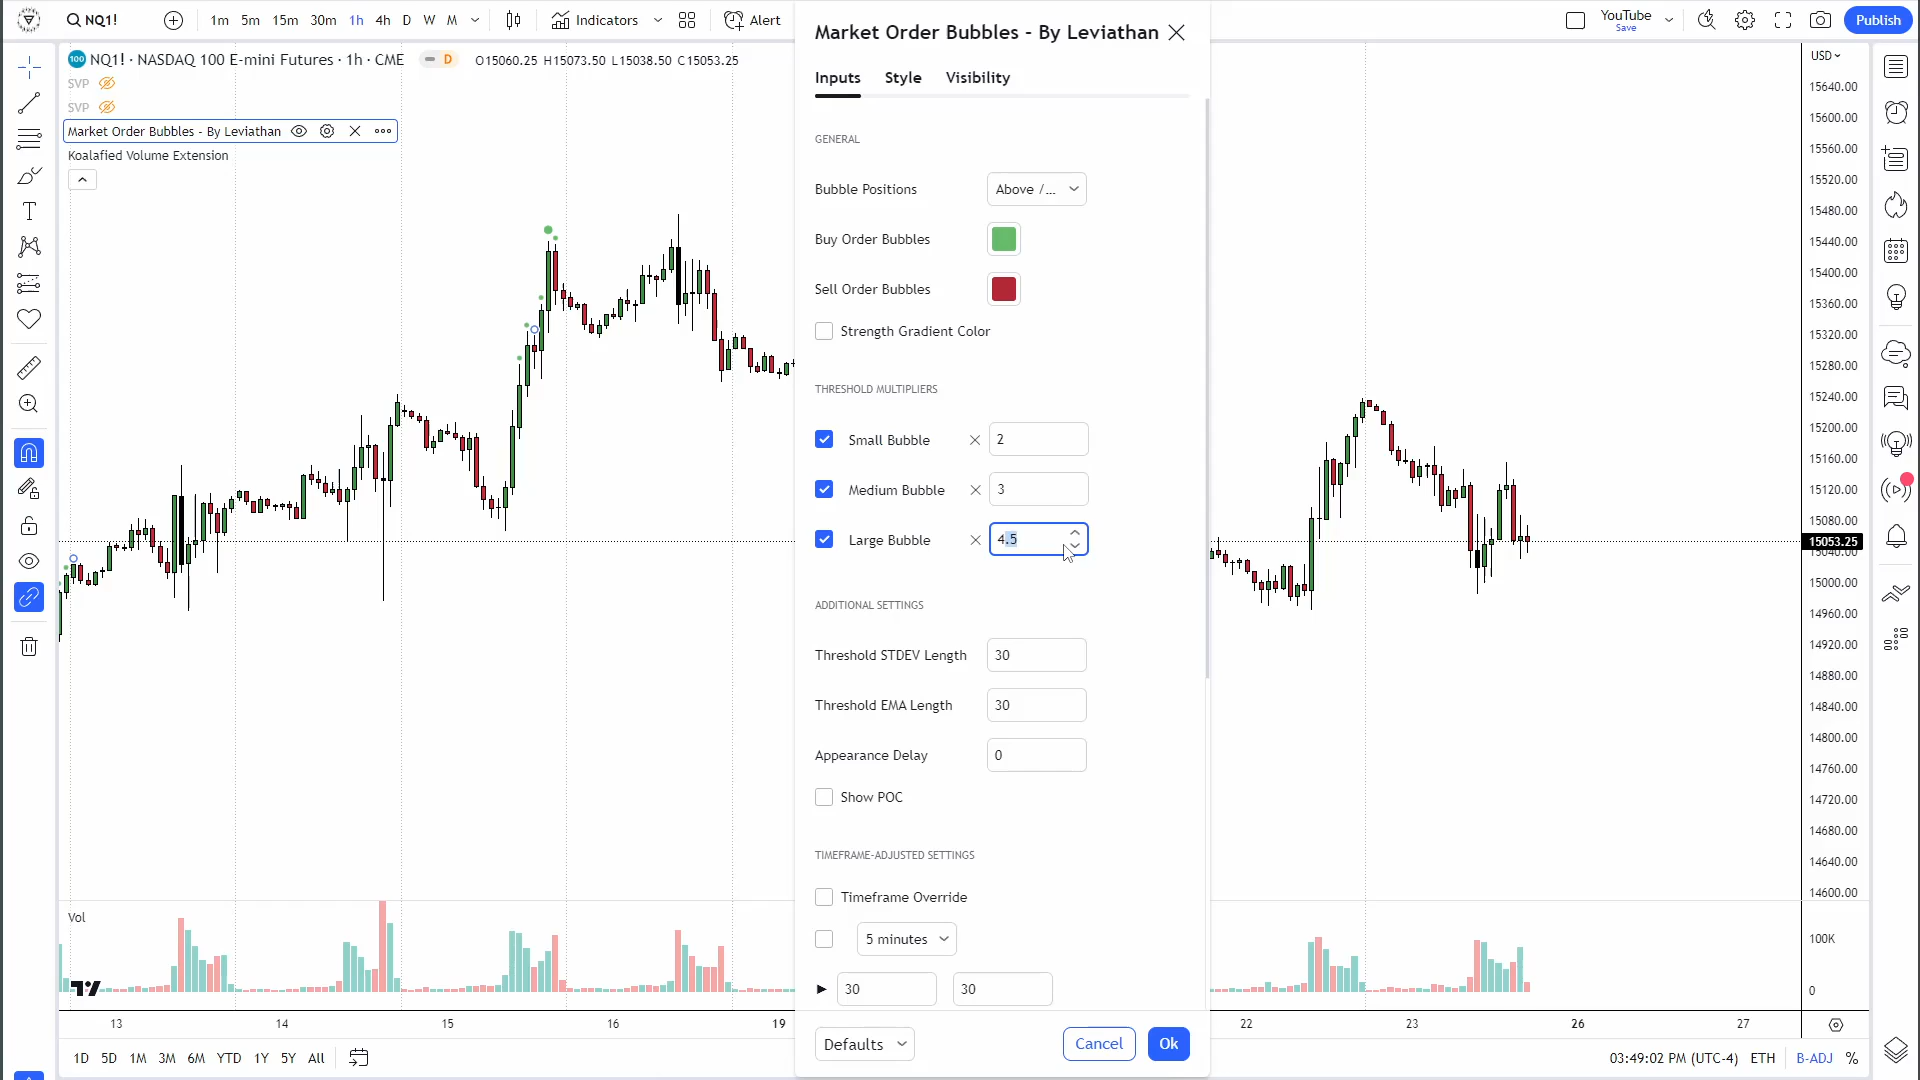 NQ1!
1m 5m 15m 30m 1h 4h D W M
Indicators
Alert
YouTube
Save
Publish
100 NQ1! · NASDAQ 100 E-mini Futures · 1h · CME D O15060.25 H15073.50 L15038.50 C15053.25
SVP
SVP
Market Order Bubbles - By Leviathan
Koalafied Volume Extension
Market Order Bubbles - By Leviathan
Inputs Style Visibility
GENERAL
Bubble Positions Above /...
Buy Order Bubbles
Sell Order Bubbles
Strength Gradient Color
THRESHOLD MULTIPLIERS
Small Bubble × 2
Medium Bubble × 3
Large Bubble × 4.5
ADDITIONAL SETTINGS
Threshold STDEV Length 30
Threshold EMA Length 30
Appearance Delay 0
Show POC
TIMEFRAME-ADJUSTED SETTINGS
Timeframe Override
5 minutes
30 30
Defaults Cancel Ok
USD
15640.00
15600.00
15560.00
15520.00
15480.00
15440.00
15400.00
15360.00
15320.00
15280.00
15240.00
15200.00
15160.00
15120.00
15080.00
15053.25
15040.00
15000.00
14960.00
14920.00
14880.00
14840.00
14800.00
14760.00
14720.00
14680.00
14640.00
14600.00
Vol
100K
0
13 14 15 16 19 22 23 26 27
1D 5D 1M 3M 6M YTD 1Y 5Y All
03:49:02 PM (UTC-4) ETH B-ADJ %